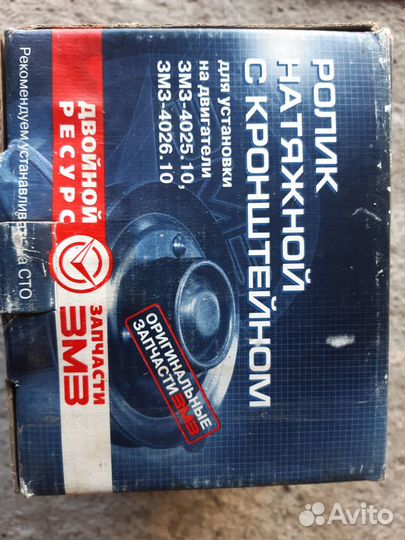 РОЛИК
НАТЯЖНОЙ
С КРОНШТЕЙНОМ
для установки
на двигатели
ЗМЗ-4025.10,
ЗМЗ-4026.10
ДВОЙНОЙ
РЕСУРС
ЗАПЧАСТИ
ЗМЗ
ОРИГИНАЛЬНЫЕ
ЗАПЧАСТИ ЗМЗ
Рекомендуем устанавливать на СТО
Avito